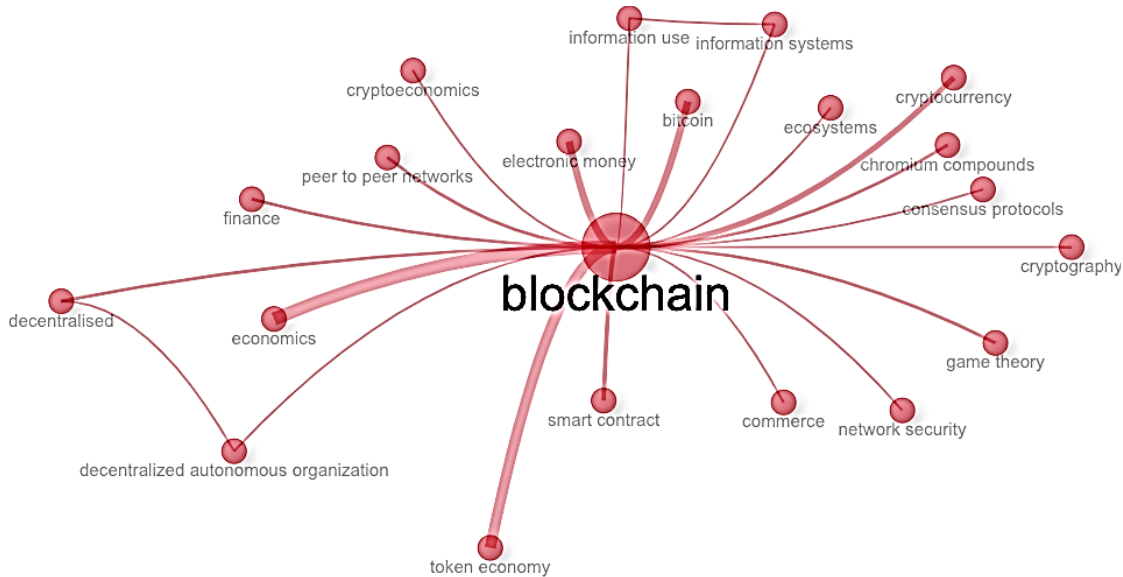 information use
information systems
cryptoeconomics
cryptocurrency
bitcoin
ecosystems
electronic money
chromium compounds
peer to peer networks
consensus protocols
finance
cryptography
blockchain
decentralised
economics
game theory
smart contract
commerce
network security
decentralized autonomous organization
token economy